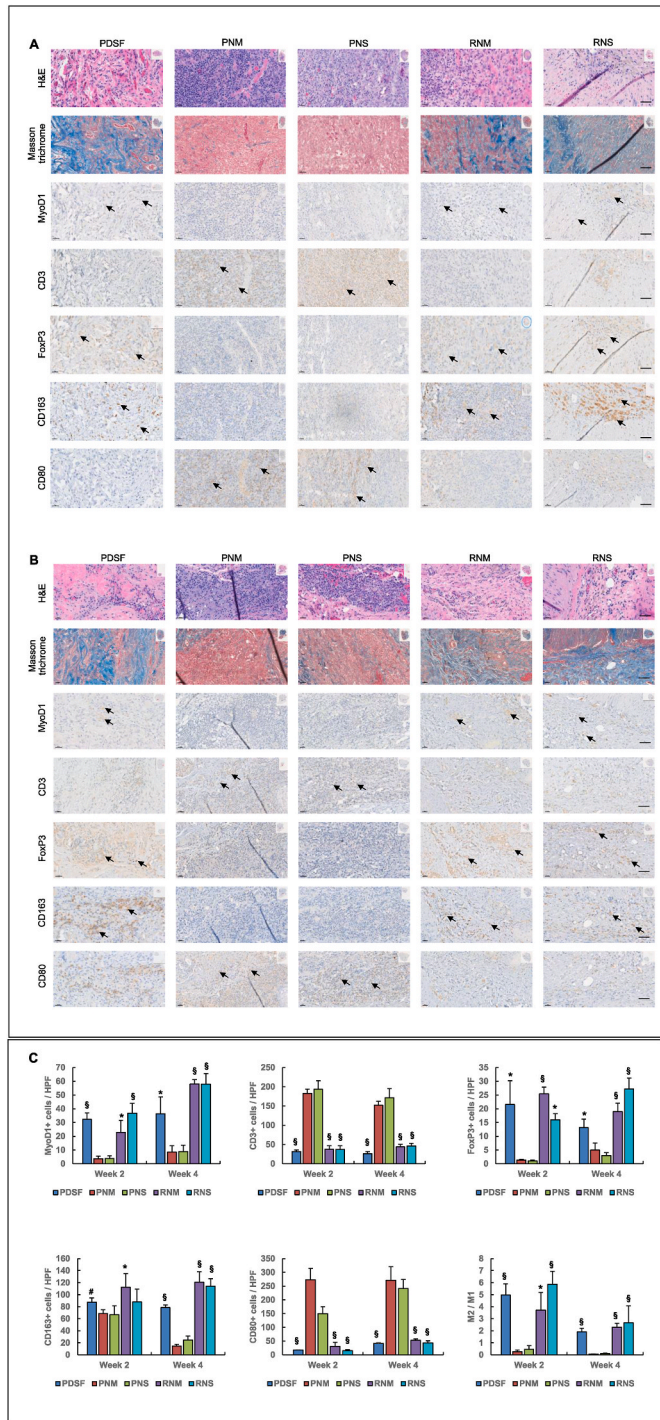 A
PDSF PNM PNS RNM RNS
H&E
Masson
trichrome
MyoD1
CD3
FoxP3
CD163
CD80
B
PDSF PNM PNS RNM RNS
H&E
Masson
trichrome
MyoD1
CD3
FoxP3
CD163
CD80
C
MyoD1+ cells / HPF
70
60
50
40
30
20
10
0
§ * § * § §
Week 2 Week 4
PDSF PNM PNS RNM RNS
CD3+ cells / HPF
250
200
150
100
50
0
§ § § § § §
Week 2 Week 4
PDSF PNM PNS RNM RNS
FoxP3+ cells / HPF
35
30
25
20
15
10
5
0
* § * * § §
Week 2 Week 4
PDSF PNM PNS RNM RNS
CD163+ cells / HPF
160
140
120
100
80
60
40
20
0
# * § § §
Week 2 Week 4
PDSF PNM PNS RNM RNS
CD80+ cells / HPF
350
300
250
200
150
100
50
0
§ § § § § §
Week 2 Week 4
PDSF PNM PNS RNM RNS
M2 / M1
8
7
6
5
4
3
2
1
0
§ * § § § §
Week 2 Week 4
PDSF PNM PNS RNM RNS